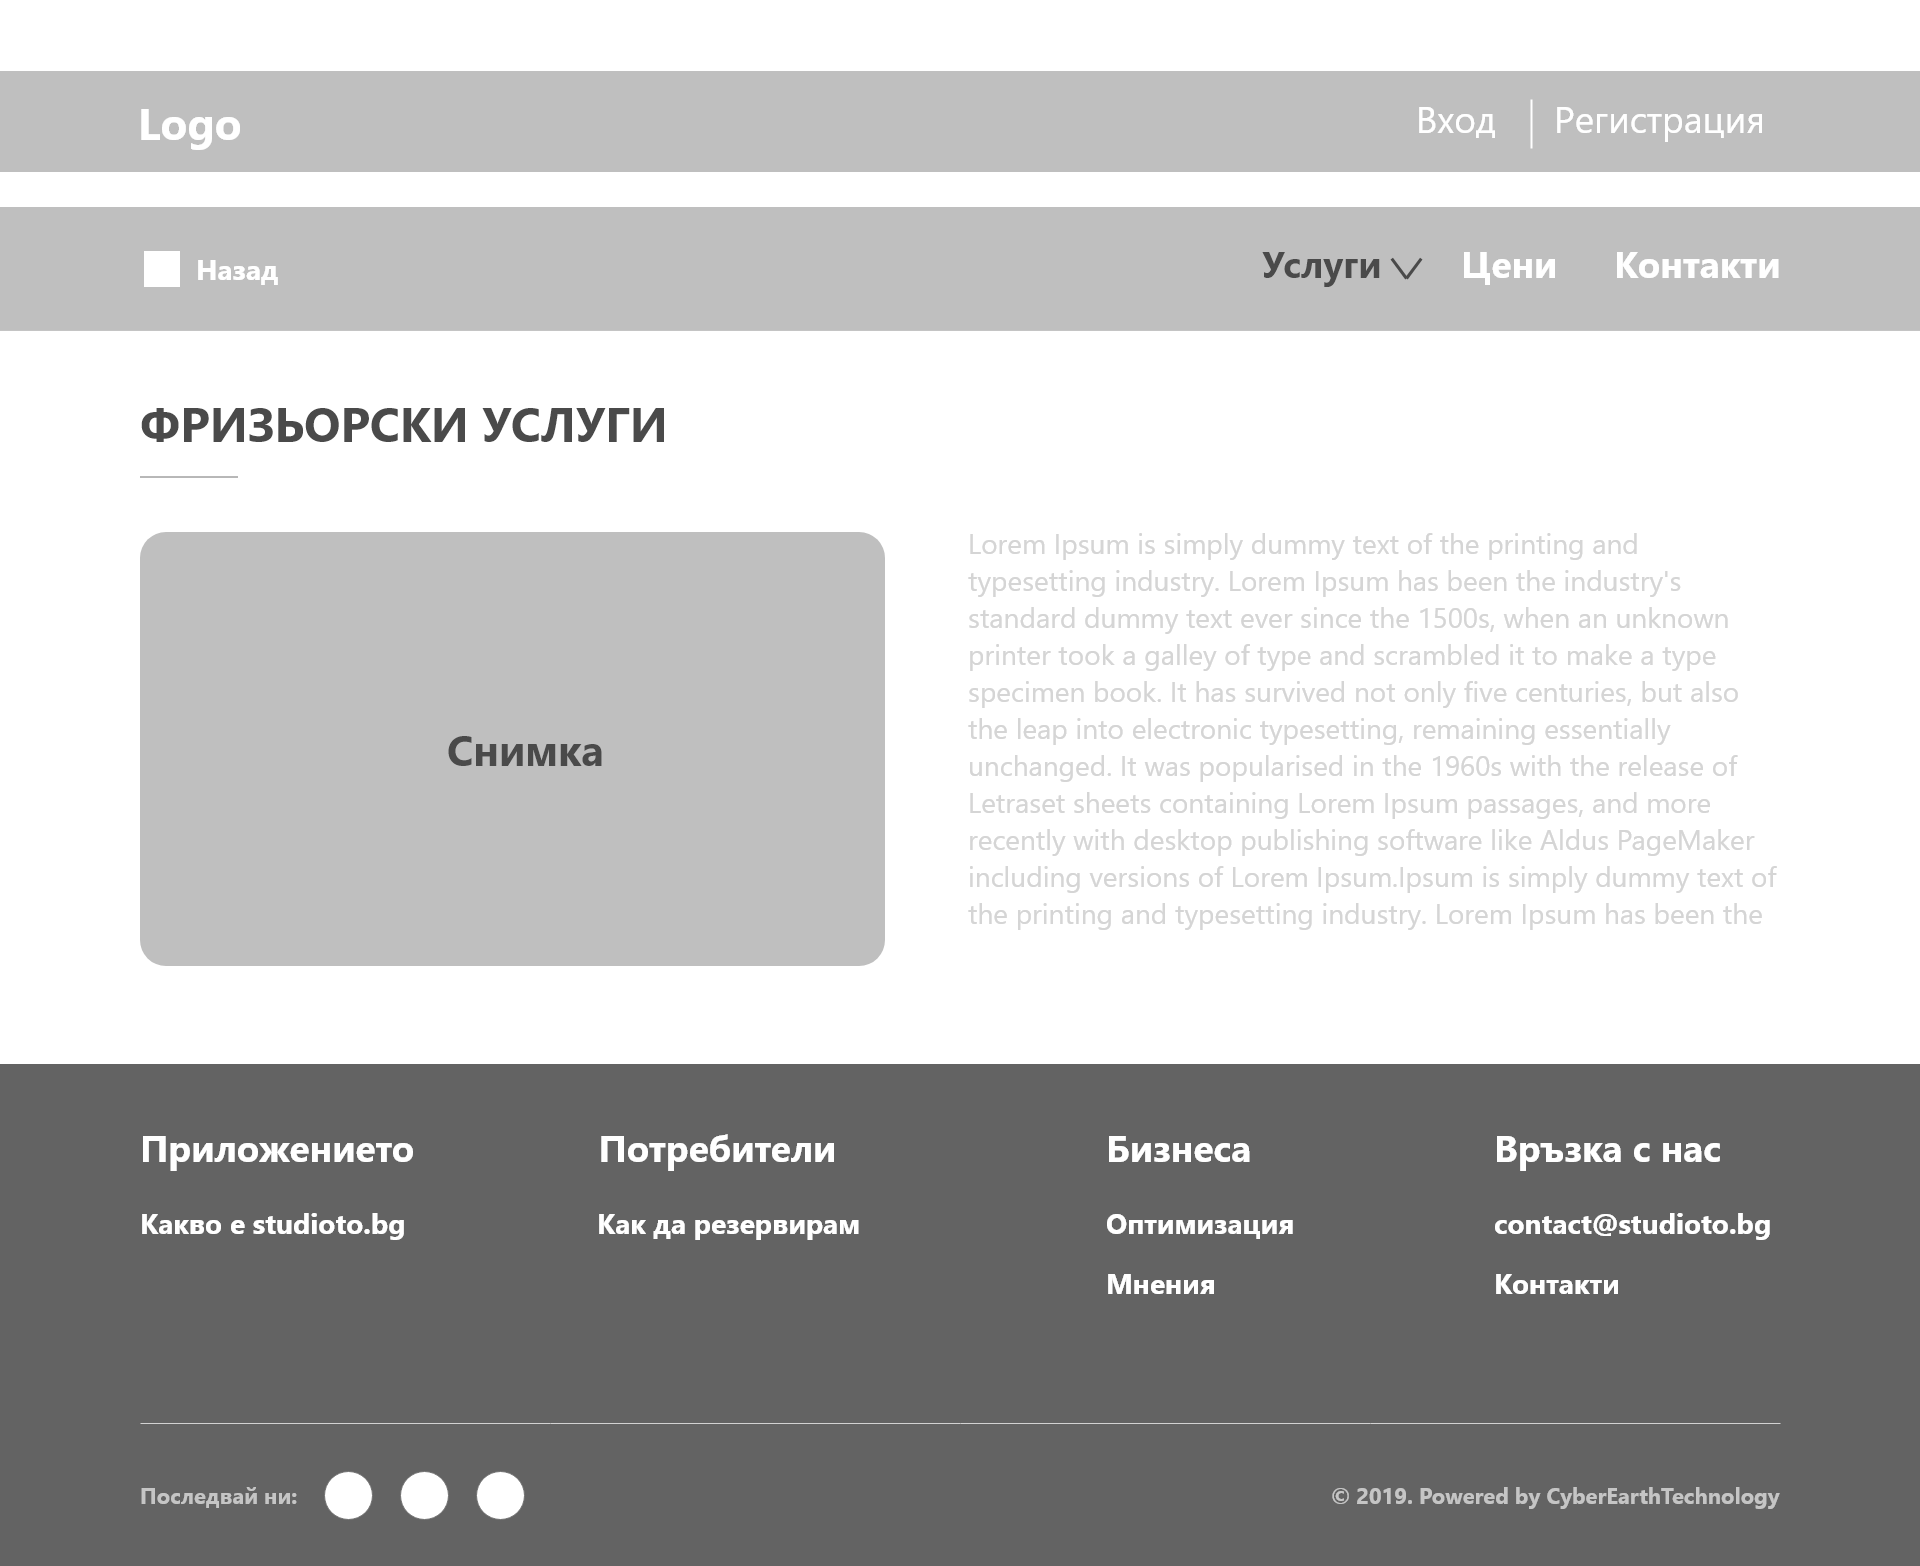 Logo
Вход
Регистрация
Назад
Услуги
Цени
Контакти
ФРИЗЬОРСКИ УСЛУГИ
Снимка
Lorem Ipsum is simply dummy text of the printing and
typesetting industry. Lorem Ipsum has been the industry's
standard dummy text ever since the 1500s, when an unknown
printer took a galley of type and scrambled it to make a type
specimen book. It has survived not only five centuries, but also
the leap into electronic typesetting, remaining essentially
unchanged. It was popularised in the 1960s with the release of
Letraset sheets containing Lorem Ipsum passages, and more
recently with desktop publishing software like Aldus PageMaker
including versions of Lorem Ipsum.Ipsum is simply dummy text of
the printing and typesetting industry. Lorem Ipsum has been the
Приложението
Какво е studioto.bg
Потребители
Как да резервирам
Бизнеса
Оптимизация
Мнения
Връзка с нас
contact@studioto.bg
Контакти
Последвай ни:
© 2019. Powered by CyberEarthTechnology